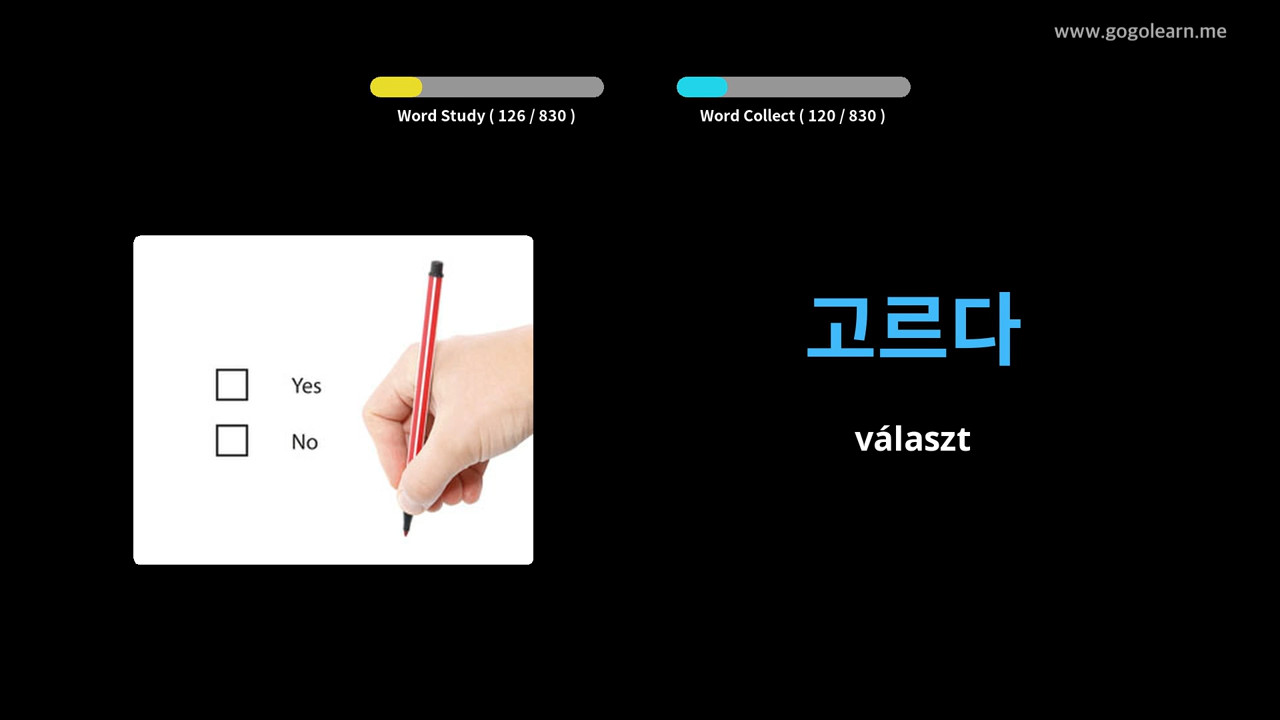 www.gogolearn.me
Word Study ( 126 / 830 )
Word Collect ( 120 / 830 )
Yes
No
고르다
választ